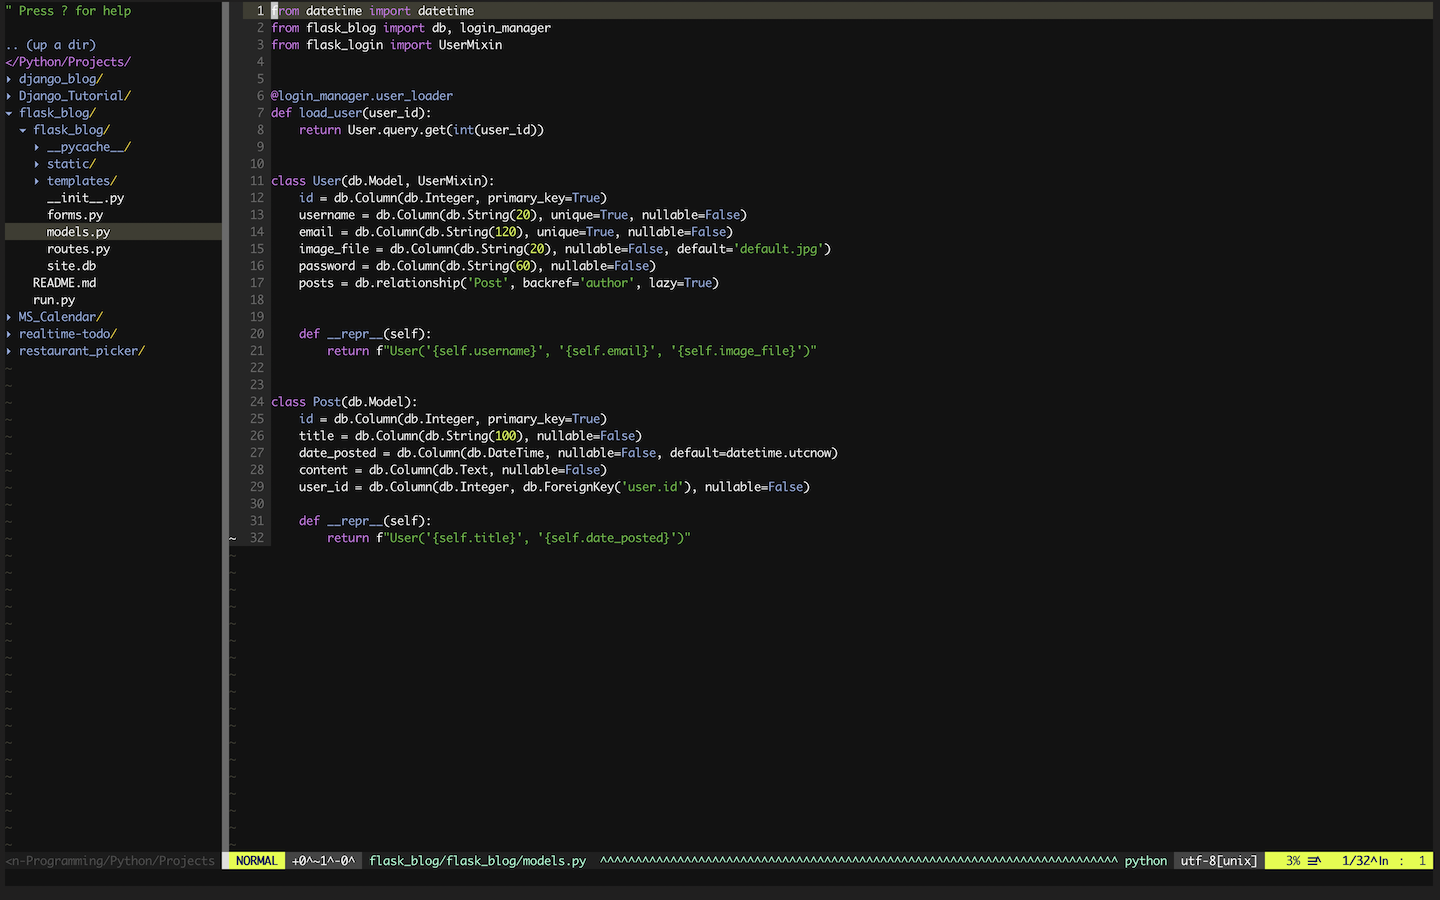 " Press ? for help
.. (up a dir)
</Python/Projects/
▸ django_blog/
▸ Django_Tutorial/
▾ flask_blog/
▾ flask_blog/
▸ __pycache__/
▸ static/
▸ templates/
__init__.py
forms.py
models.py
routes.py
site.db
README.md
run.py
▸ MS_Calendar/
▸ realtime-todo/
▸ restaurant_picker/
1 from datetime import datetime
2 from flask_blog import db, login_manager
3 from flask_login import UserMixin
4
5
6 @login_manager.user_loader
7 def load_user(user_id):
8     return User.query.get(int(user_id))
9
10
11 class User(db.Model, UserMixin):
12     id = db.Column(db.Integer, primary_key=True)
13     username = db.Column(db.String(20), unique=True, nullable=False)
14     email = db.Column(db.String(120), unique=True, nullable=False)
15     image_file = db.Column(db.String(20), nullable=False, default='default.jpg')
16     password = db.Column(db.String(60), nullable=False)
17     posts = db.relationship('Post', backref='author', lazy=True)
18
19
20     def __repr__(self):
21         return f"User('{self.username}', '{self.email}', '{self.image_file}')"
22
23
24 class Post(db.Model):
25     id = db.Column(db.Integer, primary_key=True)
26     title = db.Column(db.String(100), nullable=False)
27     date_posted = db.Column(db.DateTime, nullable=False, default=datetime.utcnow)
28     content = db.Column(db.Text, nullable=False)
29     user_id = db.Column(db.Integer, db.ForeignKey('user.id'), nullable=False)
30
31     def __repr__(self):
~ 32         return f"User('{self.title}', '{self.date_posted}')"
<n-Programming/Python/Projects NORMAL +0^~1^-0^ flask_blog/flask_blog/models.py ^^^^^^^^^^^^^^^^^^^^^^^^^^^^^^^^^^^^^^^^^^^^^^^^^^^^^^^^^^^^^^^^^^^^^^^^^^ python utf-8[unix] 3% ☰^ 1/32^ln : 1